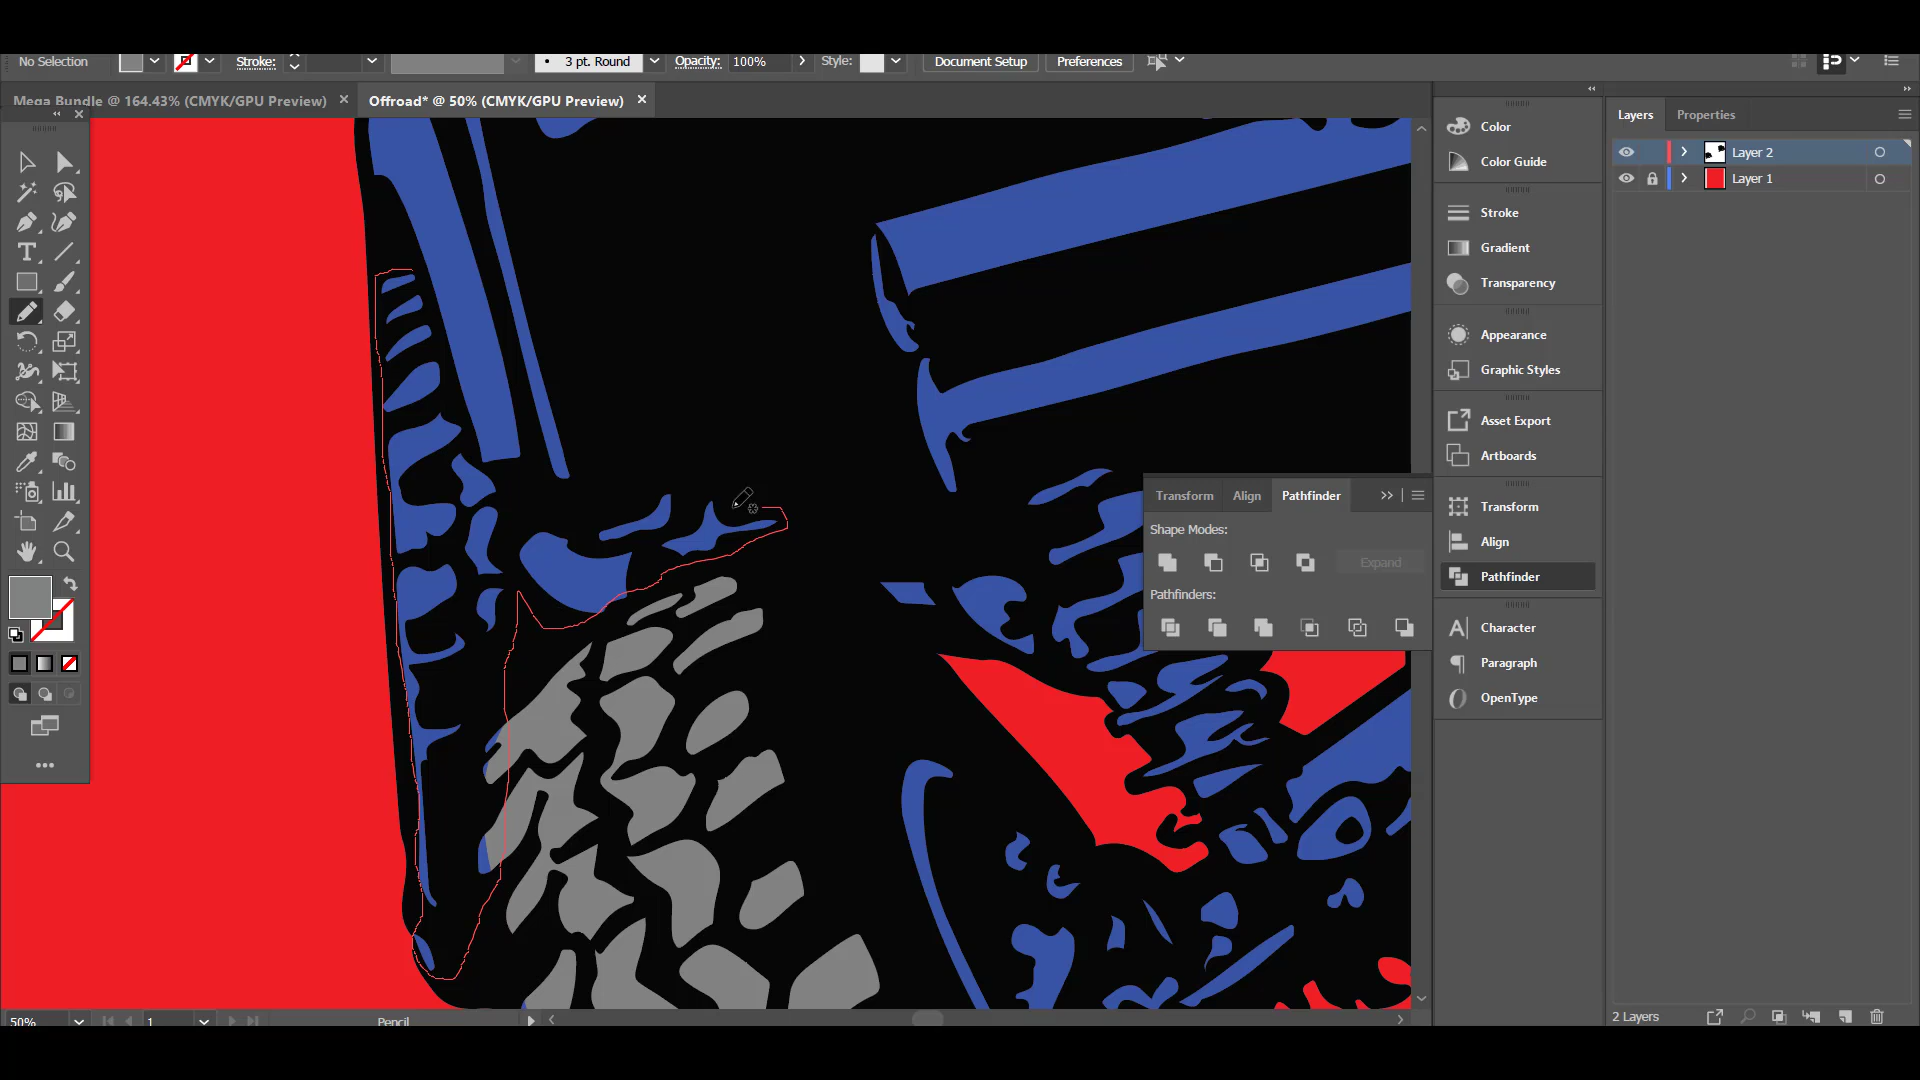 No Selection
Stroke:
3 pt. Round
Opacity: 100%
Style:
Document Setup
Preferences
Mega Bundle @ 164.43% (CMYK/GPU Preview)
Offroad* @ 50% (CMYK/GPU Preview)
Color
Color Guide
Stroke
Gradient
Transparency
Appearance
Graphic Styles
Asset Export
Artboards
Transform
Align
Pathfinder
Character
Paragraph
OpenType
Layers
Properties
Layer 2
Layer 1
Transform
Align
Pathfinder
Shape Modes:
Expand
Pathfinders:
50%
1
Pencil
2 Layers